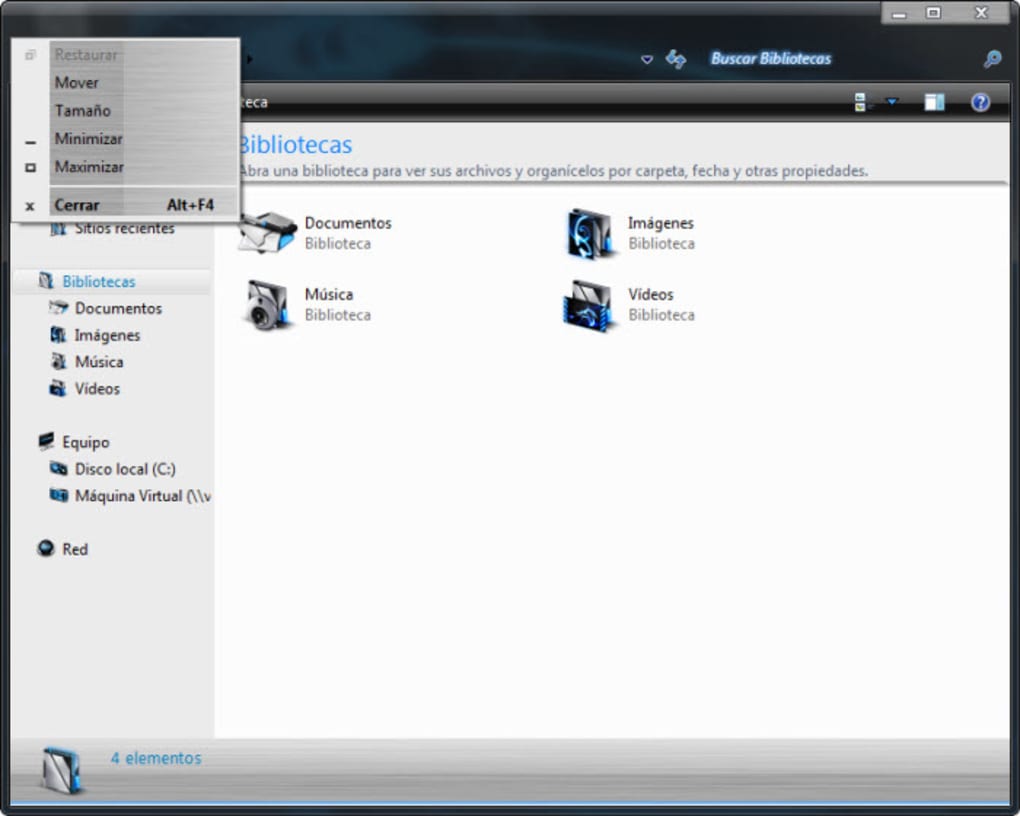 Restaurar
Mover
Tamaño
Minimizar
Maximizar
Cerrar Alt+F4
Buscar Bibliotecas
teca
Bibliotecas
Abra una biblioteca para ver sus archivos y organícelos por carpeta, fecha y otras propiedades.
Sitios recientes
Bibliotecas
Documentos
Imágenes
Música
Vídeos
Equipo
Disco local (C:)
Máquina Virtual (\\v
Red
Documentos
Biblioteca
Imágenes
Biblioteca
Música
Biblioteca
Vídeos
Biblioteca
4 elementos